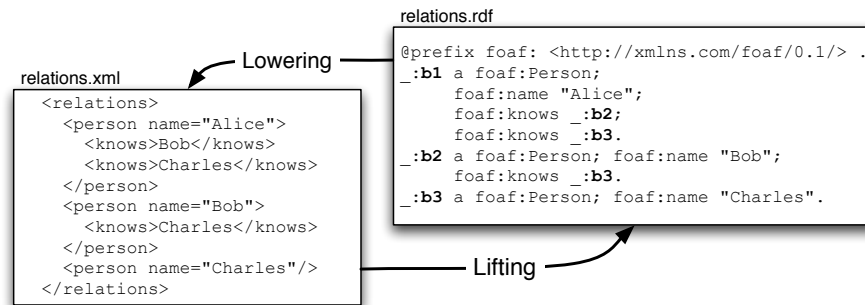 relations.rdf
@prefix foaf: <http://xmlns.com/foaf/0.1/> .
_:b1 a foaf:Person;
foaf:name "Alice";
foaf:knows _:b2;
foaf:knows _:b3.
_:b2 a foaf:Person; foaf:name "Bob";
foaf:knows _:b3.
_:b3 a foaf:Person; foaf:name "Charles".
Lowering
relations.xml
<relations>
<person name="Alice">
<knows>Bob</knows>
<knows>Charles</knows>
</person>
<person name="Bob">
<knows>Charles</knows>
</person>
<person name="Charles"/>
</relations>
Lifting